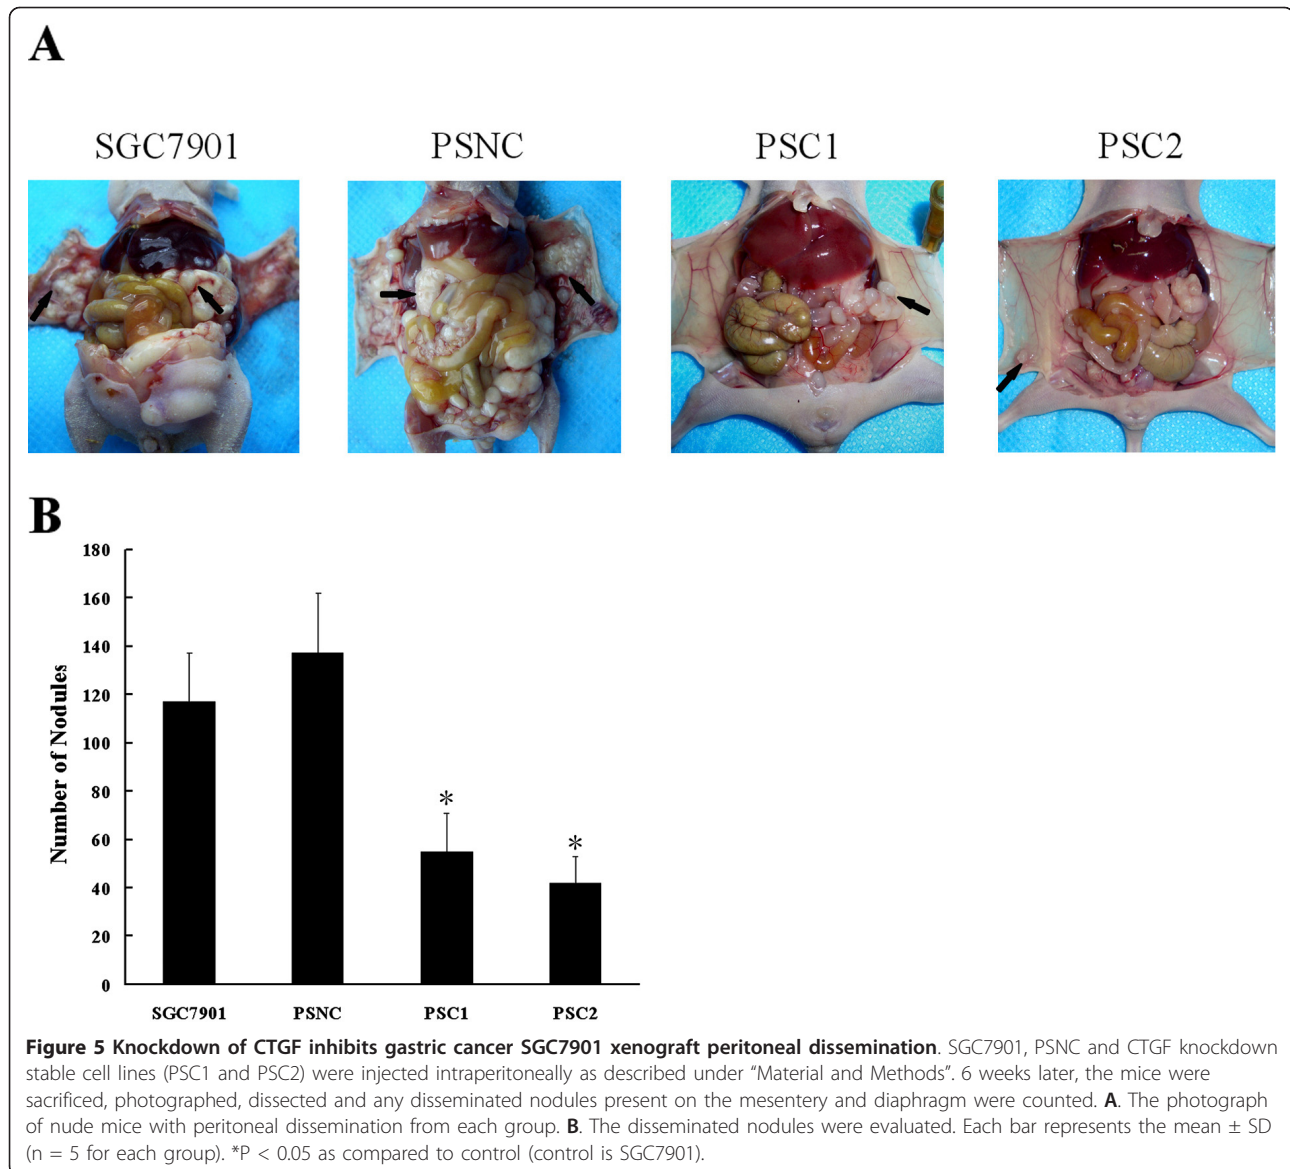 A
SGC7901 PSNC PSC1 PSC2
B
180
160
140
120
100
80
60
40
20
0
Number of Nodules
*
*
SGC7901 PSNC PSC1 PSC2
Figure 5 Knockdown of CTGF inhibits gastric cancer SGC7901 xenograft peritoneal dissemination. SGC7901, PSNC and CTGF knockdown
stable cell lines (PSC1 and PSC2) were injected intraperitoneally as described under “Material and Methods”. 6 weeks later, the mice were
sacrificed, photographed, dissected and any disseminated nodules present on the mesentery and diaphragm were counted. A. The photograph
of nude mice with peritoneal dissemination from each group. B. The disseminated nodules were evaluated. Each bar represents the mean ± SD
(n = 5 for each group). *P < 0.05 as compared to control (control is SGC7901).